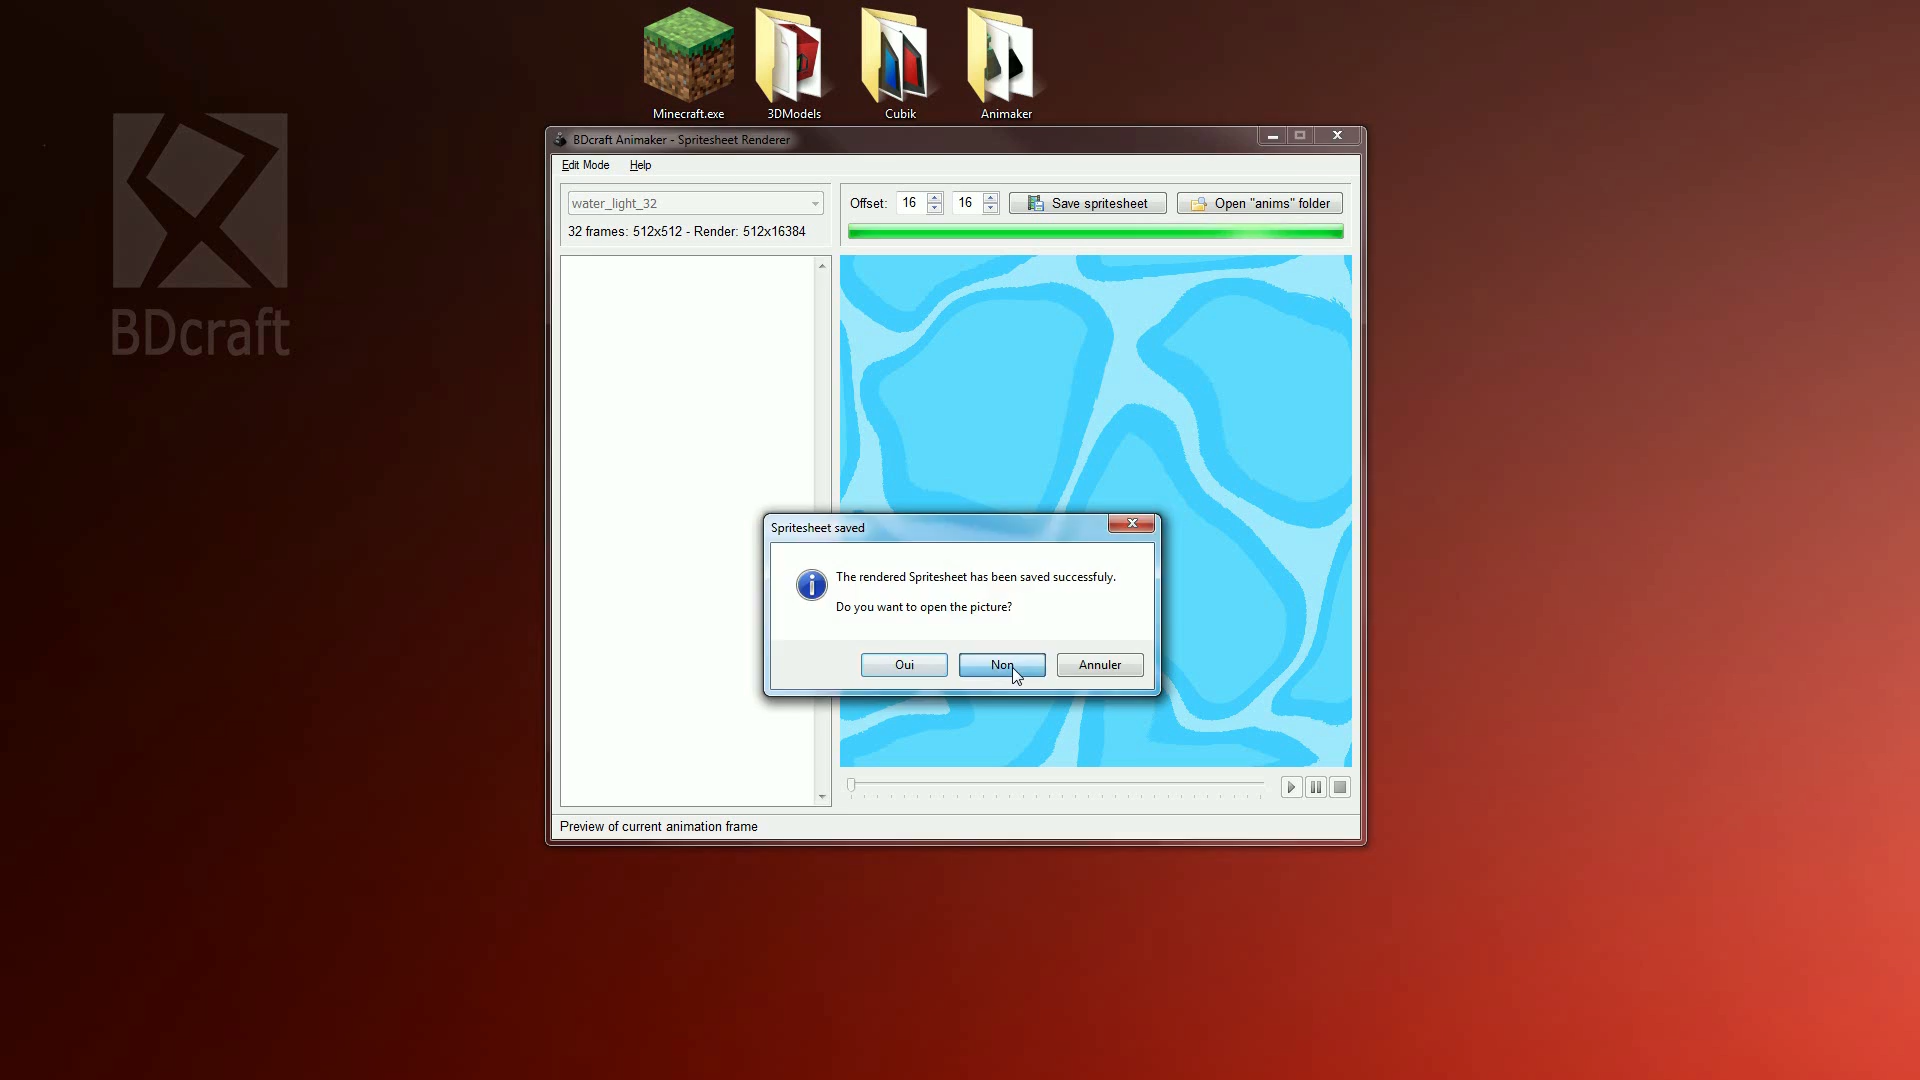 Minecraft.exe
3DModels
Cubik
Animaker
BDcraft
BDcraft Animaker - Spritesheet Renderer
Edit Mode
Help
water_light_32
Offset: 16 16
Save spritesheet
Open "anims" folder
32 frames: 512x512 - Render: 512x16384
Spritesheet saved
The rendered Spritesheet has been saved successfuly.
Do you want to open the picture?
Oui
Non
Annuler
Preview of current animation frame